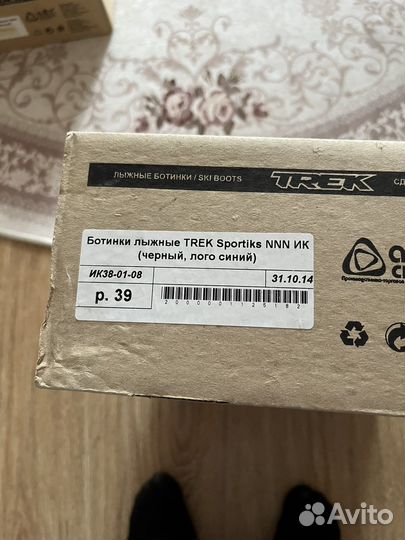 ЛЫЖНЫЕ БОТИНКИ / SKI BOOTS TREK
Ботинки лыжные TREK Sportiks NNN ИК
(черный, лого синий)
ИК38-01-08 31.10.14
р. 39
2000001125182
Avito